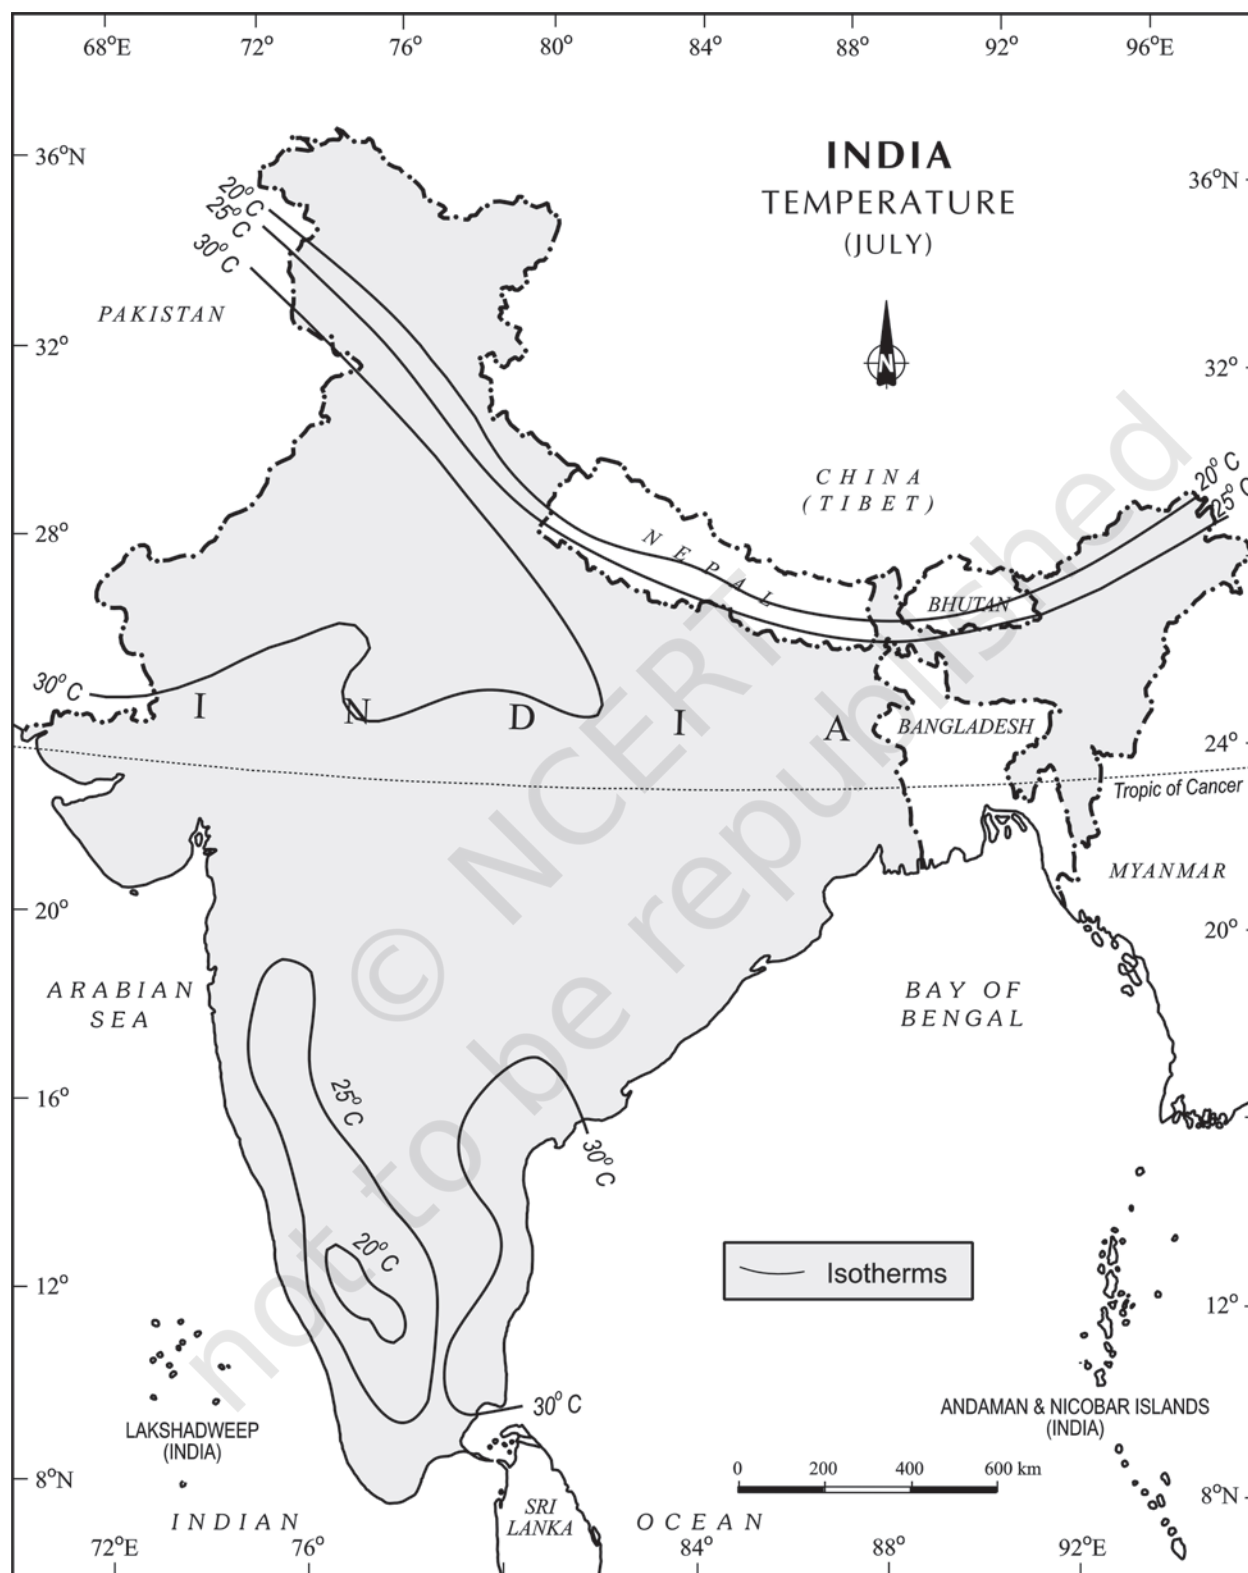 68°E 72° 76° 80° 84° 88° 92° 96°E
INDIA
TEMPERATURE
(JULY)
36°N
36°N
20° C
25° C
30° C
PAKISTAN
N
32°
32°
CHINA
(TIBET)
20° C
25° C
28°
NEPAL
BHUTAN
30° C
I N D I A
BANGLADESH
24°
Tropic of Cancer
MYANMAR
20°
20°
ARABIAN
SEA
BAY OF
BENGAL
25° C
16°
30° C
20° C
Isotherms
12°
12°
30° C
LAKSHADWEEP
(INDIA)
ANDAMAN & NICOBAR ISLANDS
(INDIA)
0 200 400 600 km
8°N
8°N
SRI
LANKA
INDIAN OCEAN
72°E 76° 84° 88° 92°E
© NCERT
not to be republished